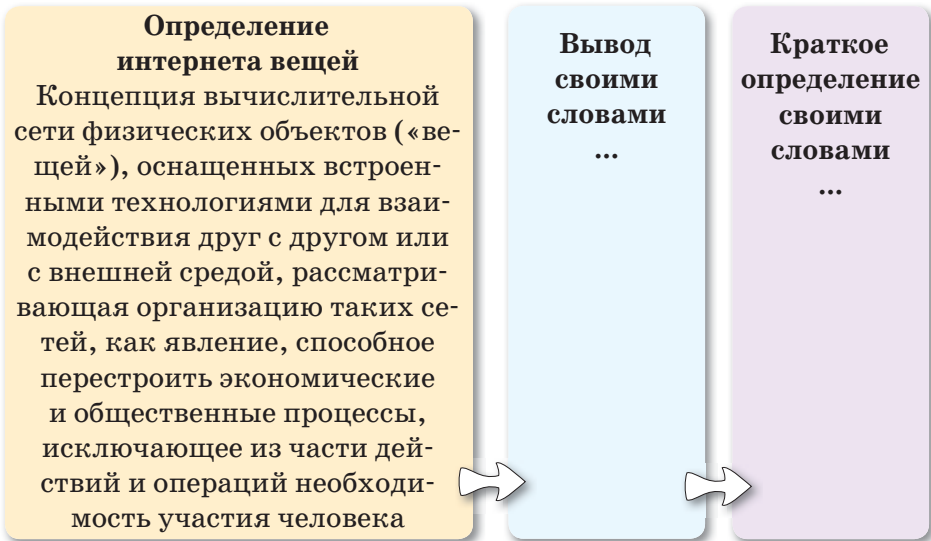 Определение
интернета вещей
Концепция вычислительной
сети физических объектов («ве-
щей»), оснащенных встроен-
ными технологиями для взаи-
модействия друг с другом или
с внешней средой, рассматри-
вающая организацию таких се-
тей, как явление, способное
перестроить экономические
и общественные процессы,
исключающее из части дей-
ствий и операций необходи-
мость участия человека
Вывод
своими
словами
...
Краткое
определение
своими
словами
...